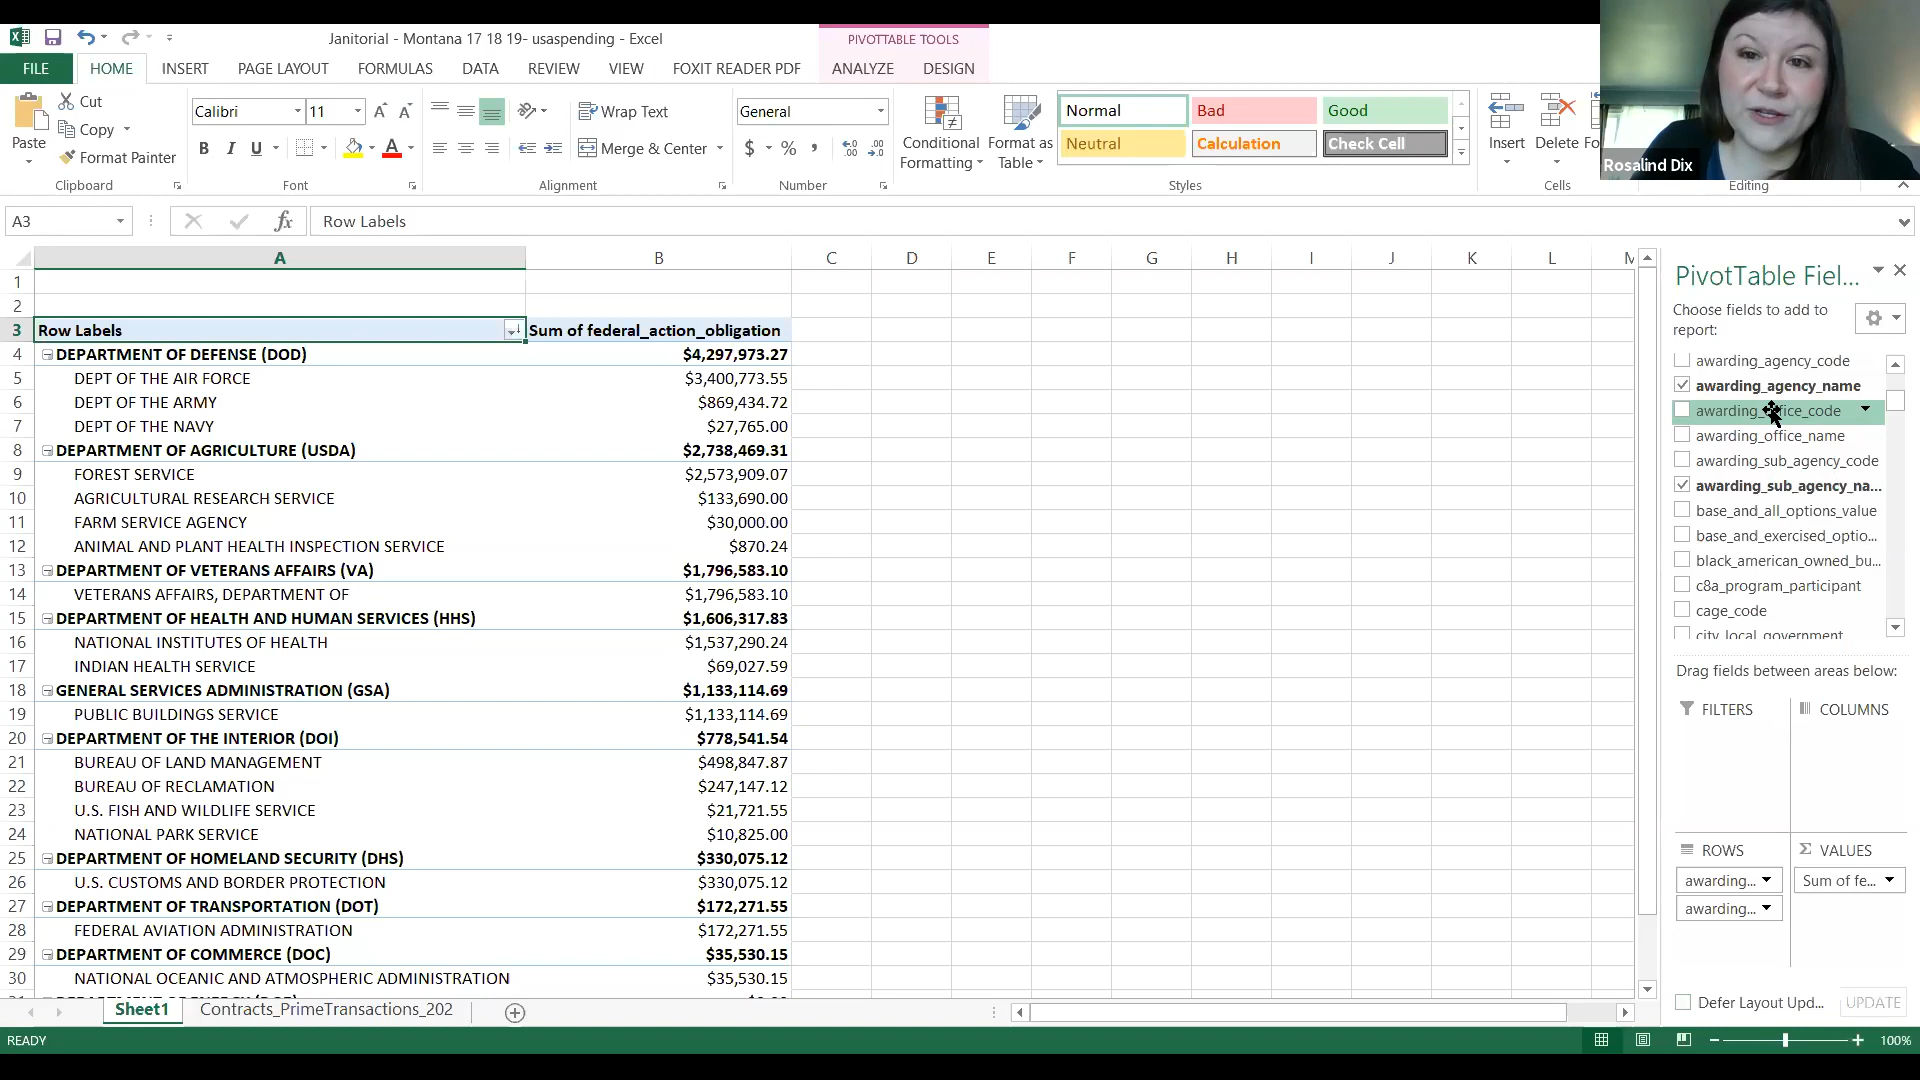 Janitorial - Montana 17 18 19- usaspending - Excel
PIVOTTABLE TOOLS
FILE
HOME
INSERT
PAGE LAYOUT
FORMULAS
DATA
REVIEW
VIEW
FOXIT READER PDF
ANALYZE
DESIGN
Paste
Cut
Copy
Format Painter
Clipboard
Calibri
11
B I U
Font
Wrap Text
Merge & Center
Alignment
General
$ % ,
Number
Conditional Formatting
Format as Table
Normal
Bad
Good
Neutral
Calculation
Check Cell
Styles
Insert
Delete
Cells
Editing
Rosalind Dix
A3
fx
Row Labels
A B C D E F G H I J K L
1
2
3 Row Labels Sum of federal_action_obligation
4 DEPARTMENT OF DEFENSE (DOD) $4,297,973.27
5 DEPT OF THE AIR FORCE $3,400,773.55
6 DEPT OF THE ARMY $869,434.72
7 DEPT OF THE NAVY $27,765.00
8 DEPARTMENT OF AGRICULTURE (USDA) $2,738,469.31
9 FOREST SERVICE $2,573,909.07
10 AGRICULTURAL RESEARCH SERVICE $133,690.00
11 FARM SERVICE AGENCY $30,000.00
12 ANIMAL AND PLANT HEALTH INSPECTION SERVICE $870.24
13 DEPARTMENT OF VETERANS AFFAIRS (VA) $1,796,583.10
14 VETERANS AFFAIRS, DEPARTMENT OF $1,796,583.10
15 DEPARTMENT OF HEALTH AND HUMAN SERVICES (HHS) $1,606,317.83
16 NATIONAL INSTITUTES OF HEALTH $1,537,290.24
17 INDIAN HEALTH SERVICE $69,027.59
18 GENERAL SERVICES ADMINISTRATION (GSA) $1,133,114.69
19 PUBLIC BUILDINGS SERVICE $1,133,114.69
20 DEPARTMENT OF THE INTERIOR (DOI) $778,541.54
21 BUREAU OF LAND MANAGEMENT $498,847.87
22 BUREAU OF RECLAMATION $247,147.12
23 U.S. FISH AND WILDLIFE SERVICE $21,721.55
24 NATIONAL PARK SERVICE $10,825.00
25 DEPARTMENT OF HOMELAND SECURITY (DHS) $330,075.12
26 U.S. CUSTOMS AND BORDER PROTECTION $330,075.12
27 DEPARTMENT OF TRANSPORTATION (DOT) $172,271.55
28 FEDERAL AVIATION ADMINISTRATION $172,271.55
29 DEPARTMENT OF COMMERCE (DOC) $35,530.15
30 NATIONAL OCEANIC AND ATMOSPHERIC ADMINISTRATION $35,530.15
PivotTable Fiel...
Choose fields to add to
report:
awarding_agency_code
awarding_agency_name
awarding_office_code
awarding_office_name
awarding_sub_agency_code
awarding_sub_agency_na...
base_and_all_options_value
base_and_exercised_optio...
black_american_owned_bu...
c8a_program_participant
cage_code
city_local_government
Drag fields between areas below:
FILTERS
COLUMNS
ROWS
VALUES
awarding...
Sum of fe...
awarding...
Defer Layout Upd...
UPDATE
Sheet1
Contracts_PrimeTransactions_202
READY
100%